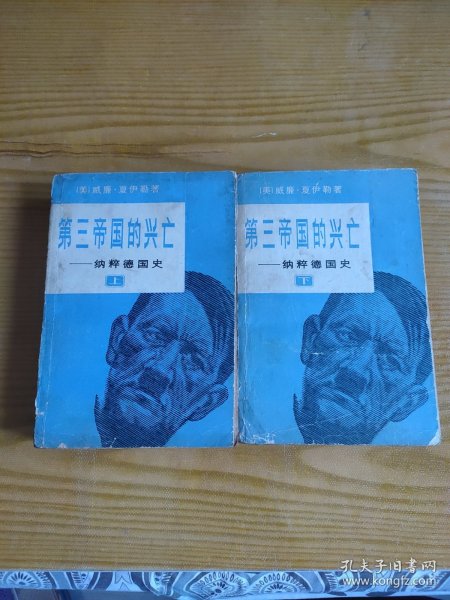 [美]威廉·夏伊勒著
第三帝国的兴亡
——纳粹德国史
上
[美]威廉·夏伊勒著
第三帝国的兴亡
——纳粹德国史
下
孔夫子旧书网
www.kongfz.com